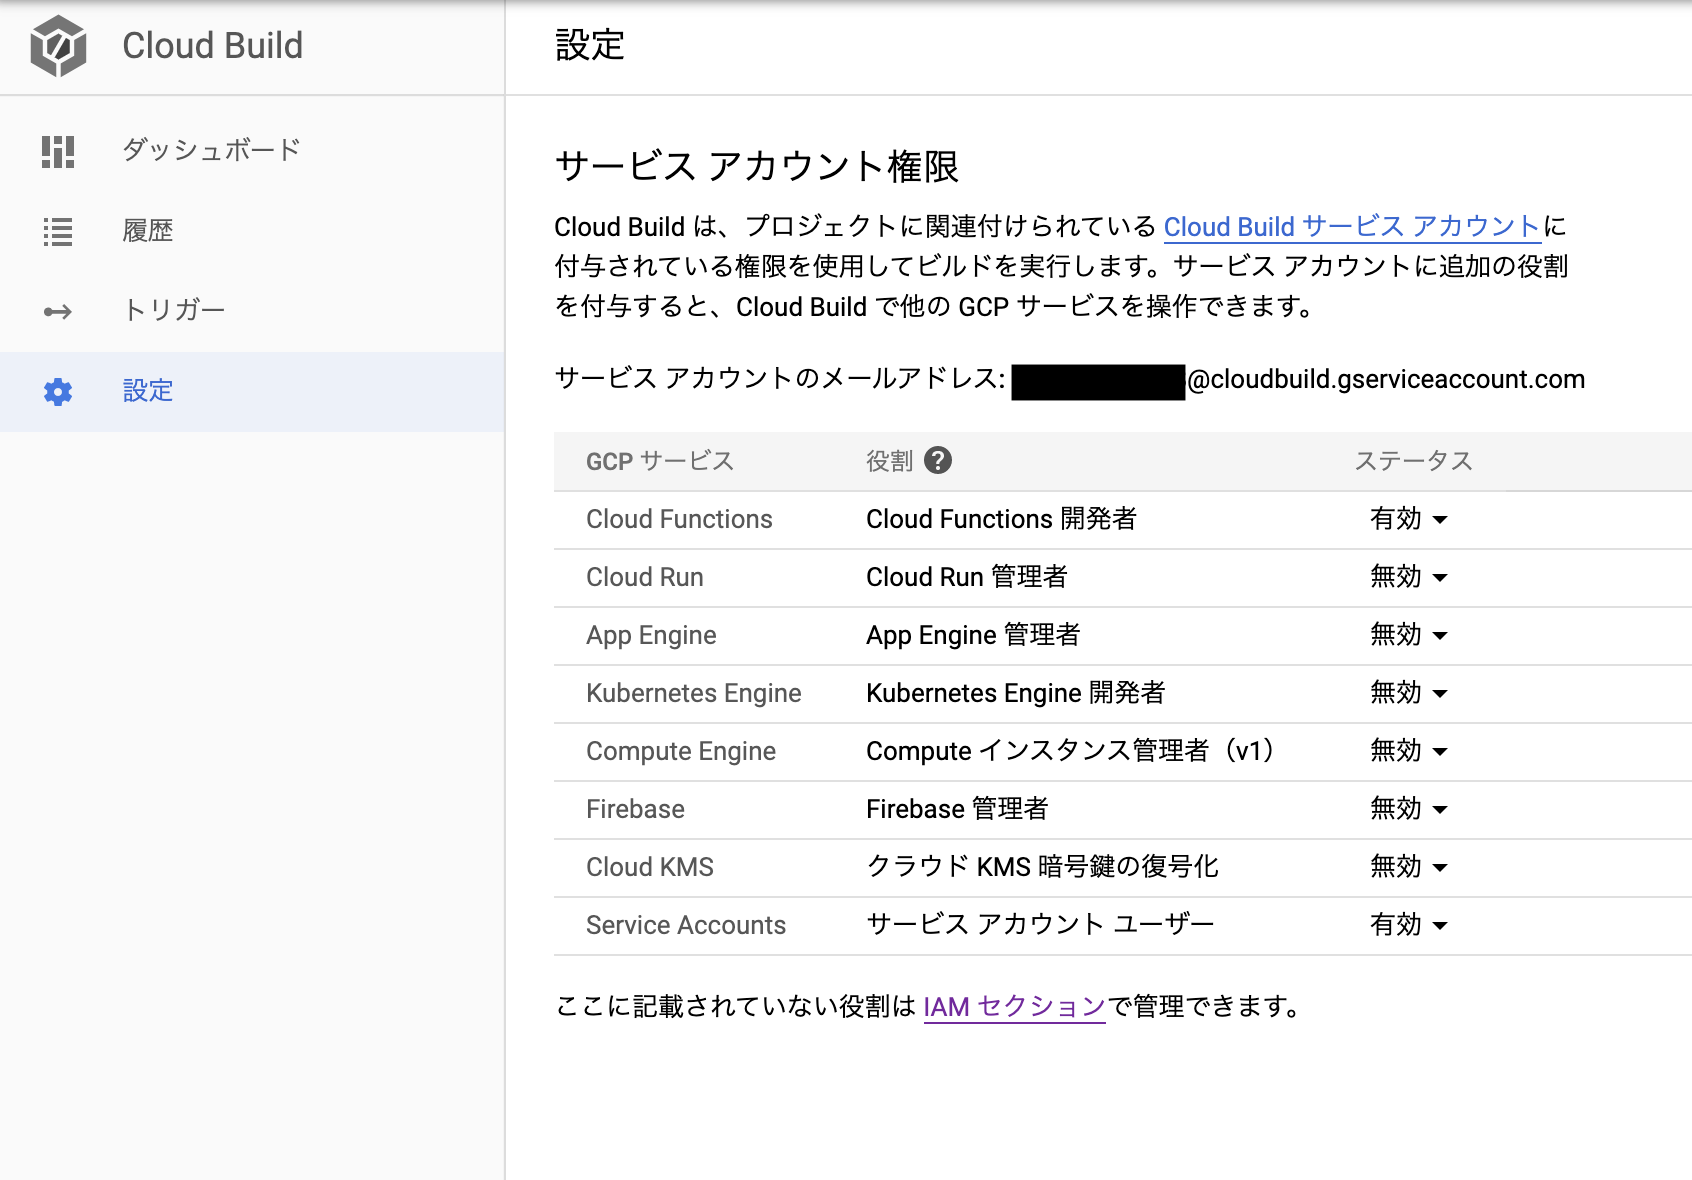 Cloud Build
設定
ダッシュボード
履歴
トリガー
設定
サービス アカウント権限
Cloud Build は、プロジェクトに関連付けられている Cloud Build サービス アカウントに
付与されている権限を使用してビルドを実行します。サービス アカウントに追加の役割
を付与すると、Cloud Build で他の GCP サービスを操作できます。
サービス アカウントのメールアドレス: @cloudbuild.gserviceaccount.com
GCP サービス 役割 ? ステータス
Cloud Functions Cloud Functions 開発者 有効
Cloud Run Cloud Run 管理者 無効
App Engine App Engine 管理者 無効
Kubernetes Engine Kubernetes Engine 開発者 無効
Compute Engine Compute インスタンス管理者（v1） 無効
Firebase Firebase 管理者 無効
Cloud KMS クラウド KMS 暗号鍵の復号化 無効
Service Accounts サービス アカウント ユーザー 有効
ここに記載されていない役割は IAM セクションで管理できます。